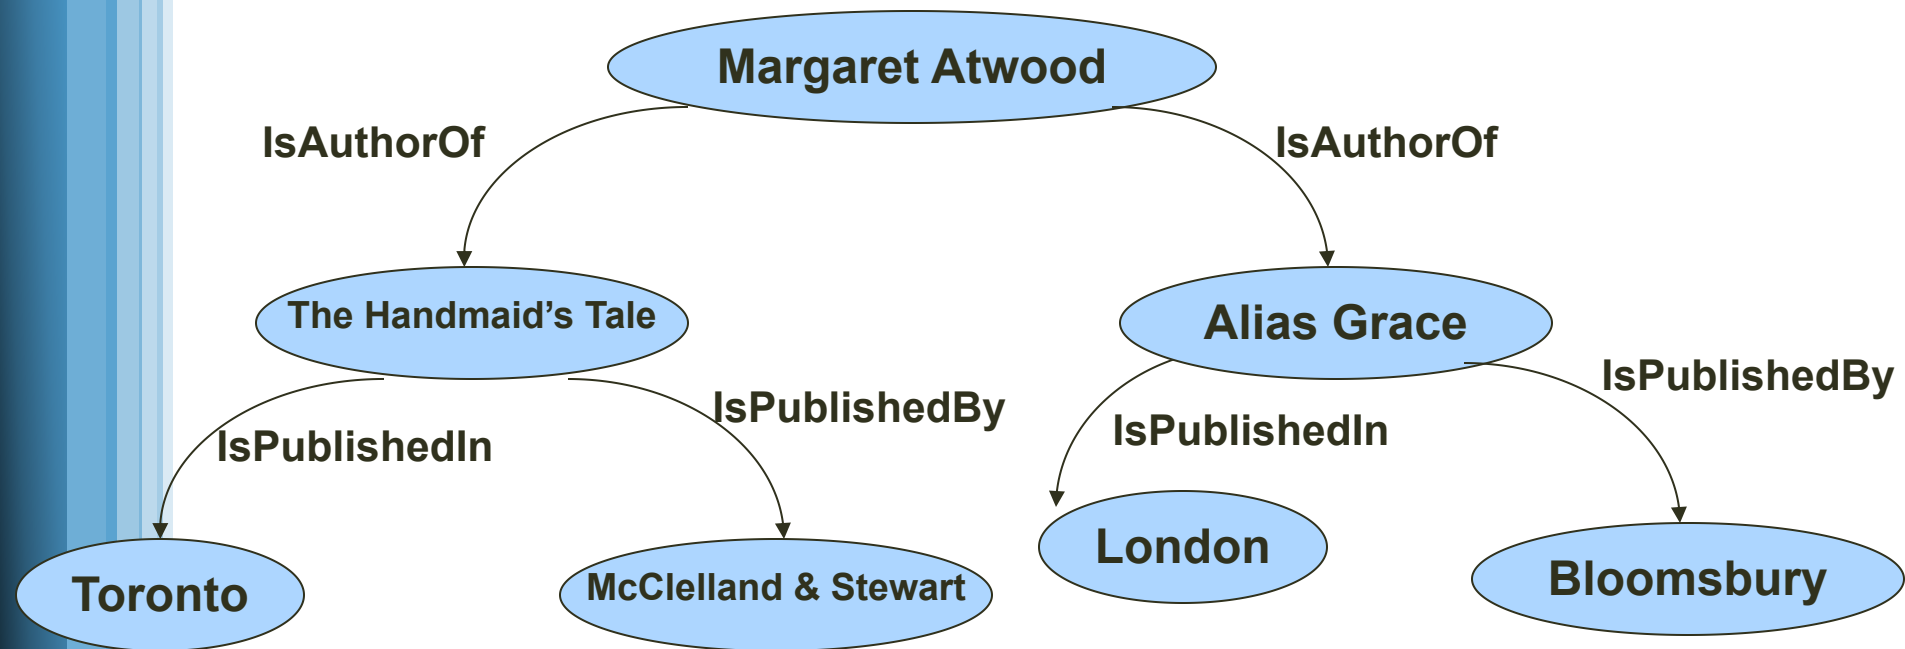 Margaret Atwood
IsAuthorOf
IsAuthorOf
The Handmaid’s Tale
Alias Grace
IsPublishedIn
IsPublishedBy
IsPublishedIn
IsPublishedBy
Toronto
McClelland & Stewart
London
Bloomsbury